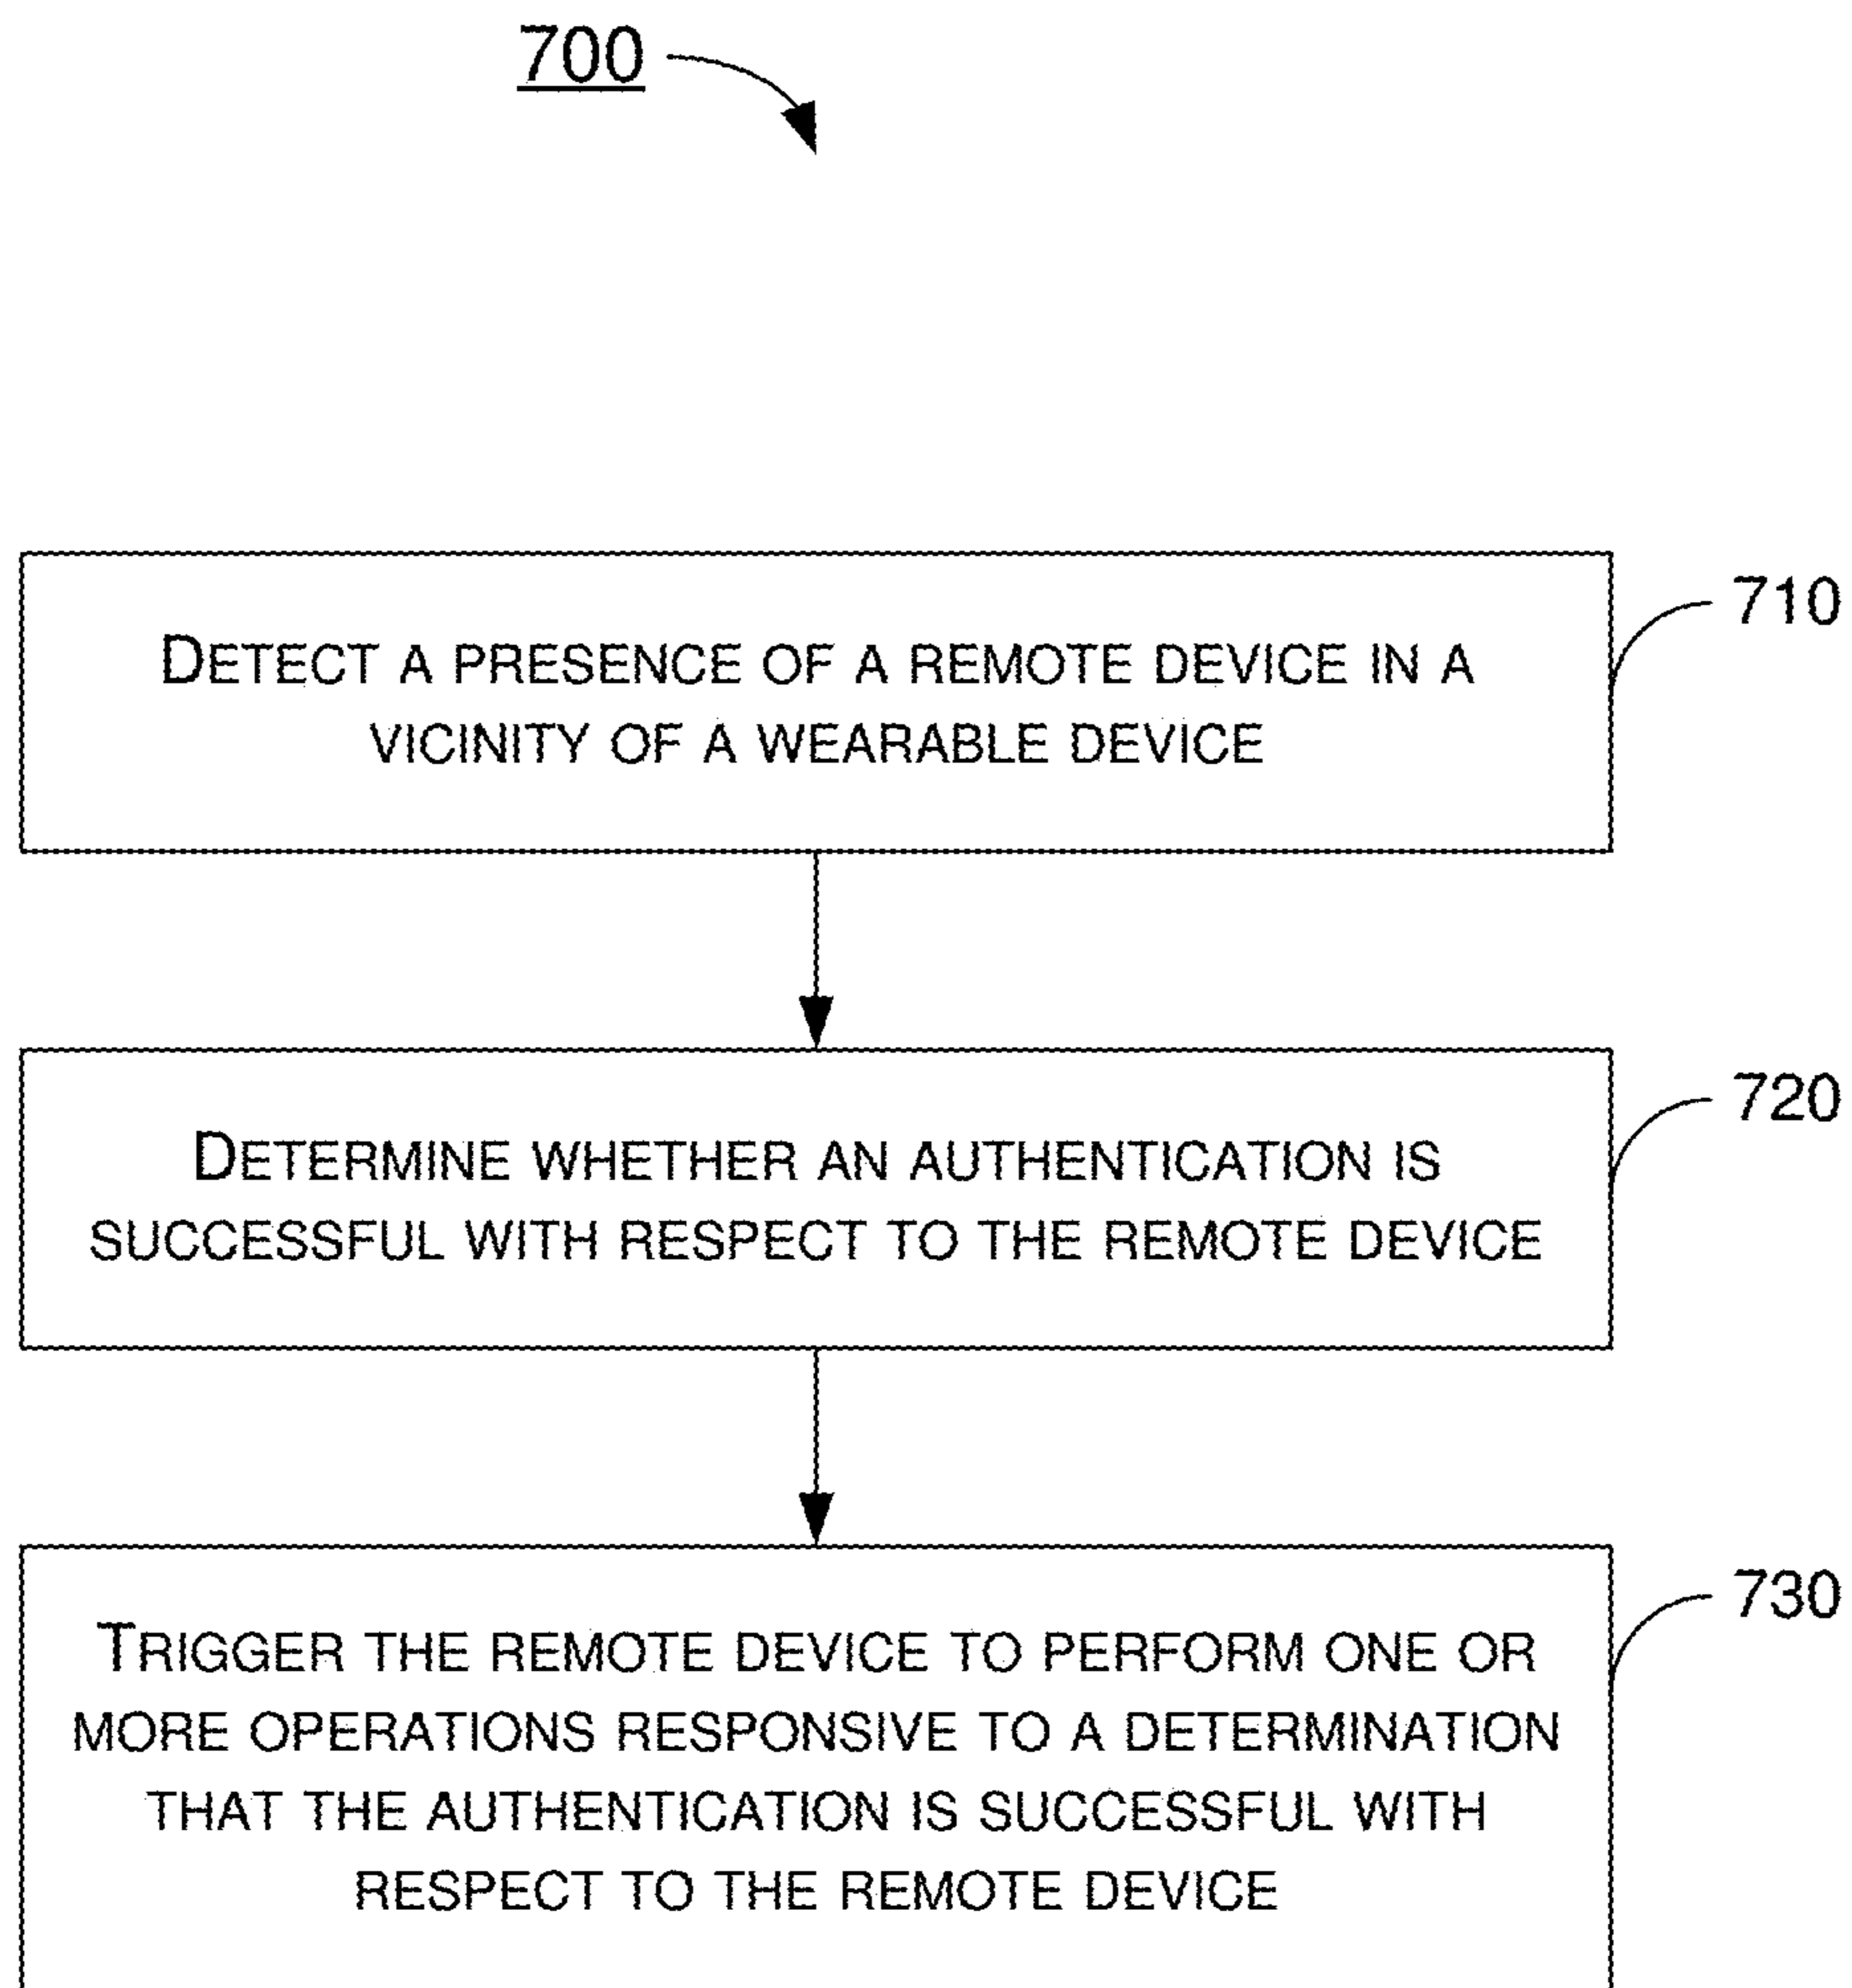 700
710
DETECT A PRESENCE OF A REMOTE DEVICE IN A
VICINITY OF A WEARABLE DEVICE
720
DETERMINE WHETHER AN AUTHENTICATION IS
SUCCESSFUL WITH RESPECT TO THE REMOTE DEVICE
730
TRIGGER THE REMOTE DEVICE TO PERFORM ONE OR
MORE OPERATIONS RESPONSIVE TO A DETERMINATION
THAT THE AUTHENTICATION IS SUCCESSFUL WITH
RESPECT TO THE REMOTE DEVICE